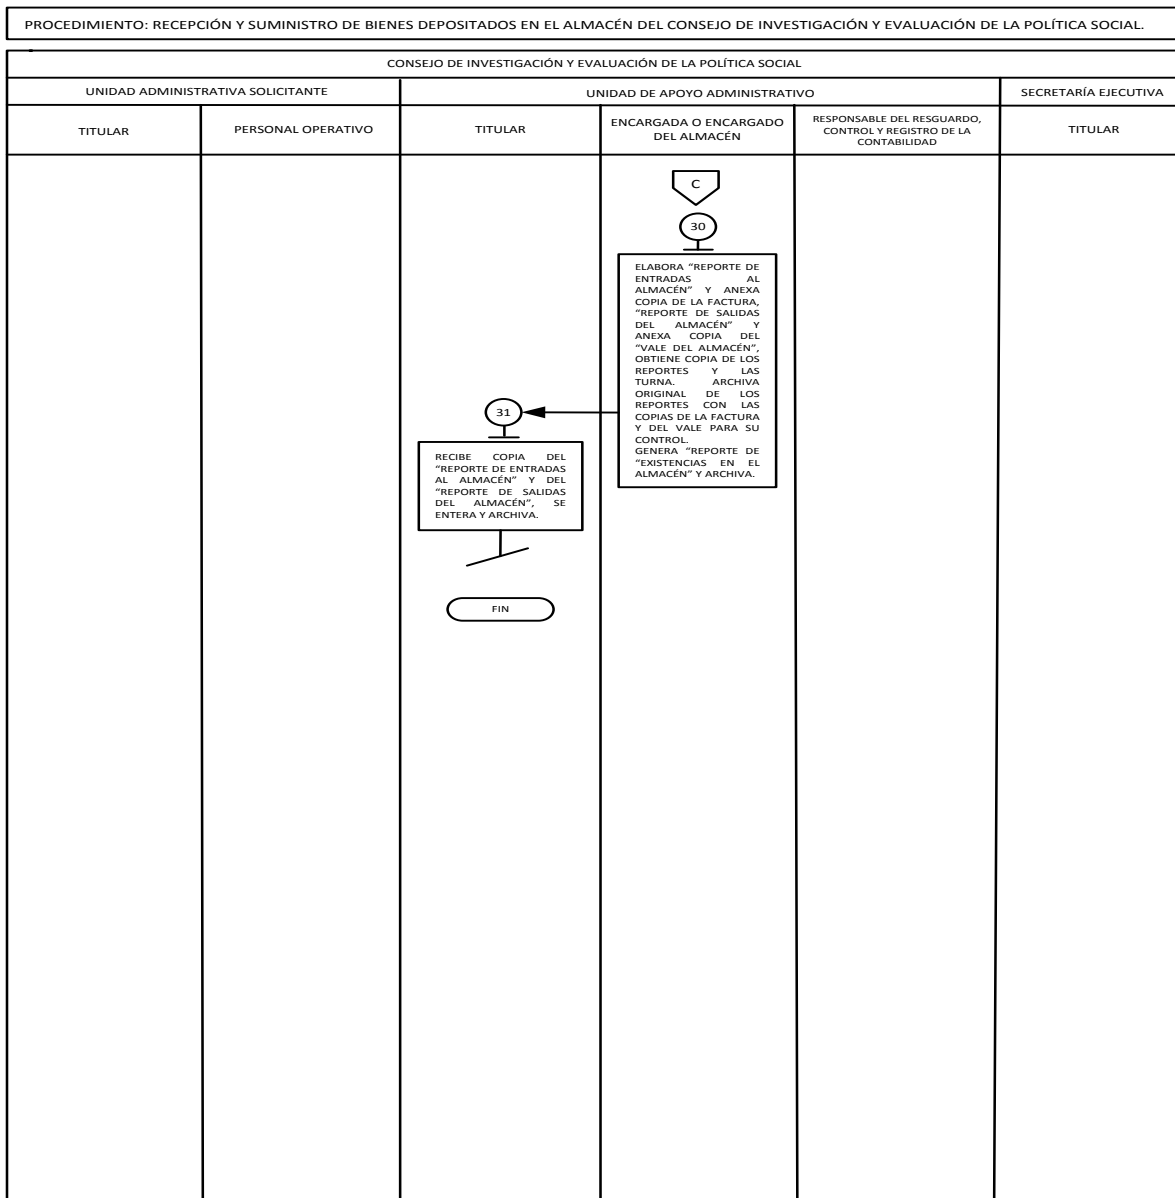 PROCEDIMIENTO: RECEPCIÓN Y SUMINISTRO DE BIENES DEPOSITADOS EN EL ALMACÉN DEL CONSEJO DE INVESTIGACIÓN Y EVALUACIÓN DE LA POLÍTICA SOCIAL.
CONSEJO DE INVESTIGACIÓN Y EVALUACIÓN DE LA POLÍTICA SOCIAL
UNIDAD ADMINISTRATIVA SOLICITANTE
UNIDAD DE APOYO ADMINISTRATIVO
SECRETARÍA EJECUTIVA
TITULAR
PERSONAL OPERATIVO
TITULAR
ENCARGADA O ENCARGADO
DEL ALMACÉN
RESPONSABLE DEL RESGUARDO,
CONTROL Y REGISTRO DE LA
CONTABILIDAD
TITULAR
C
30
ELABORA “REPORTE DE
ENTRADAS AL
ALMACÉN” Y ANEXA
COPIA DE LA FACTURA,
“REPORTE DE SALIDAS
DEL ALMACÉN” Y
ANEXA COPIA DEL
“VALE DEL ALMACÉN”,
OBTIENE COPIA DE LOS
REPORTES Y LAS
TURNA. ARCHIVA
ORIGINAL DE LOS
REPORTES CON LAS
COPIAS DE LA FACTURA
Y DEL VALE PARA SU
CONTROL.
GENERA “REPORTE DE
“EXISTENCIAS EN EL
ALMACÉN” Y ARCHIVA.
31
RECIBE COPIA DEL
“REPORTE DE ENTRADAS
AL ALMACÉN” Y DEL
“REPORTE DE SALIDAS
DEL ALMACÉN”, SE
ENTERA Y ARCHIVA.
FIN